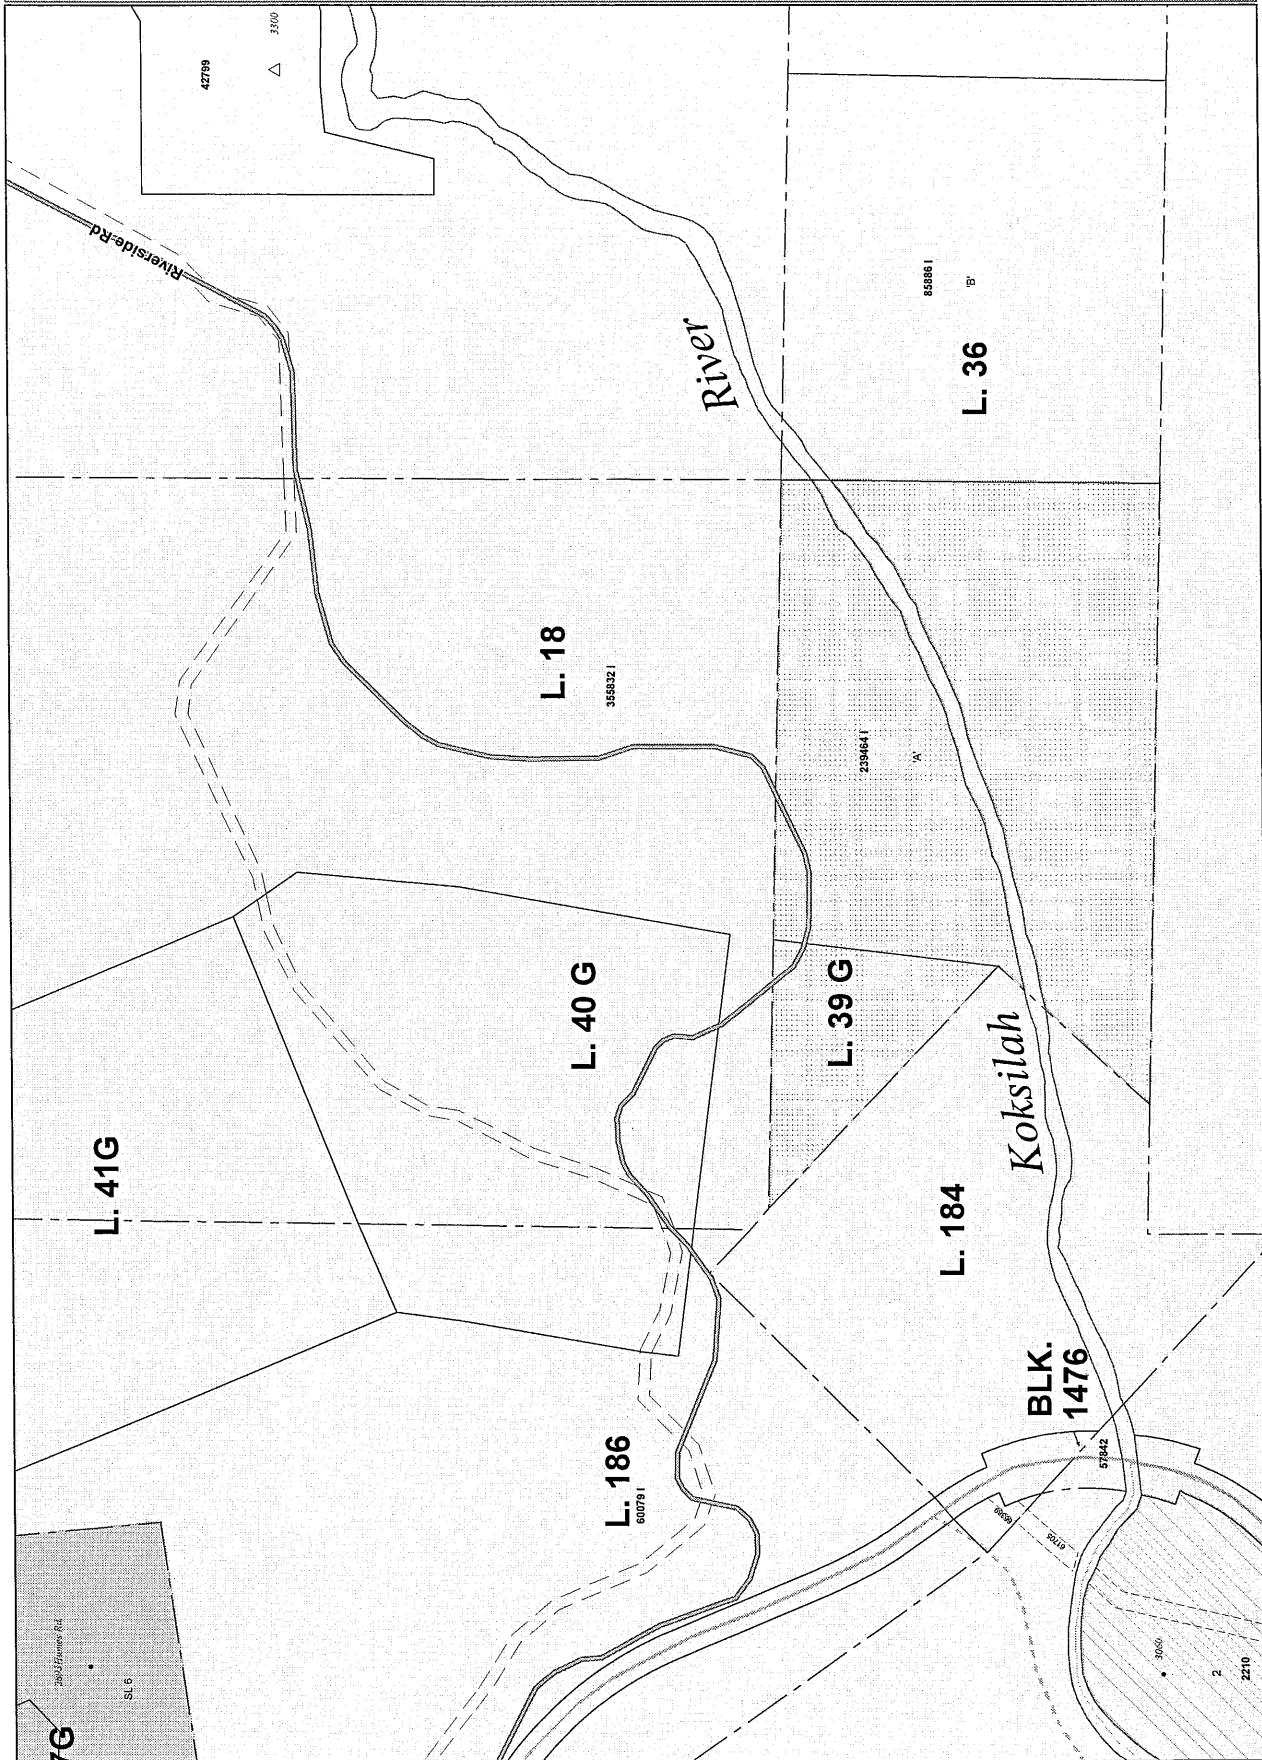 42799
3300
Riverside Rd
River
85886 I
'B'
L. 36
L. 18
355832 I
239464 I
'A'
L. 40 G
L. 39 G
Koksilah
L. 41G
L. 184
BLK.
1476
57842
L. 186
60079 I
61705
SL 6
7G
3060
2
2210